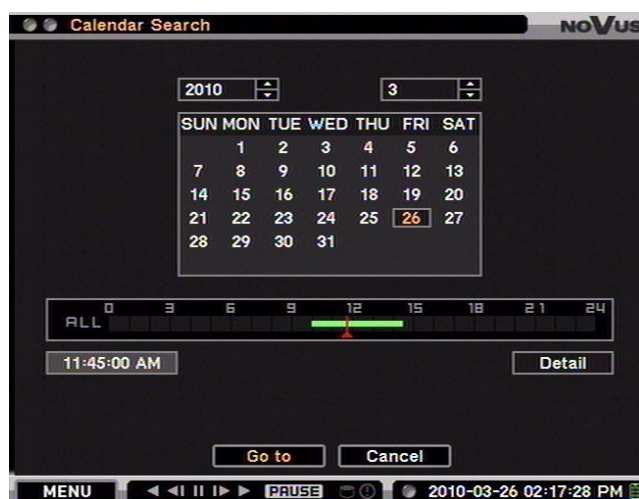 Calendar Search
NOVUS
2010
3
SUN MON TUE WED THU FRI SAT
1 2 3 4 5 6
7 8 9 10 11 12 13
14 15 16 17 18 19 20
21 22 23 24 25 26 27
28 29 30 31
0 3 6 9 12 15 18 21 24
ALL
11:45:00 AM
Detail
Go to
Cancel
MENU
PAUSE
2010-03-26 02:17:28 PM